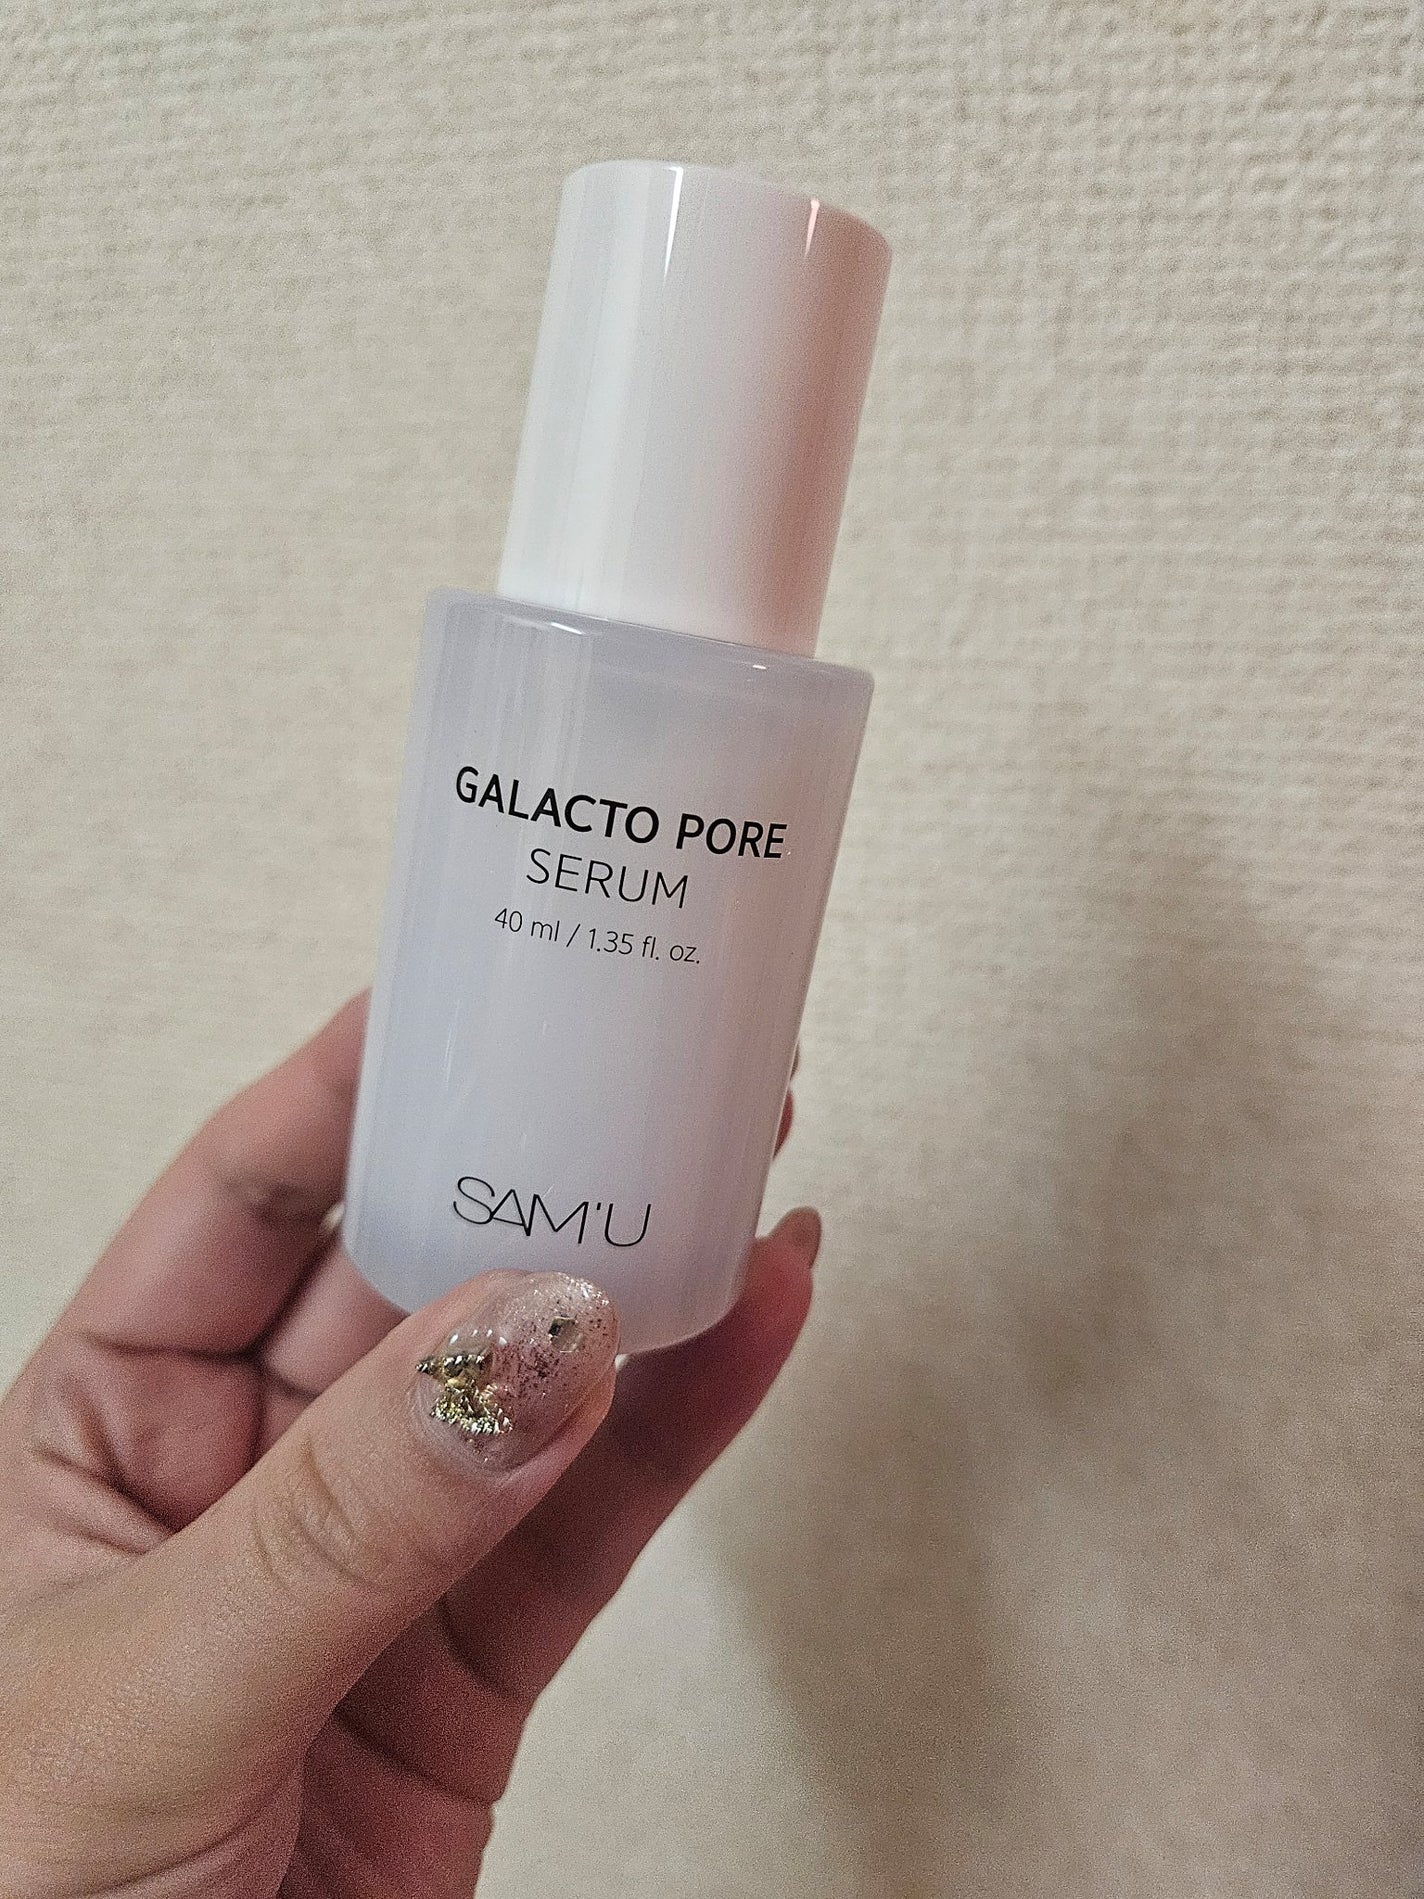 GALACTO PORE
SERUM
40 ml / 1.35 fl. oz.
SAM'U